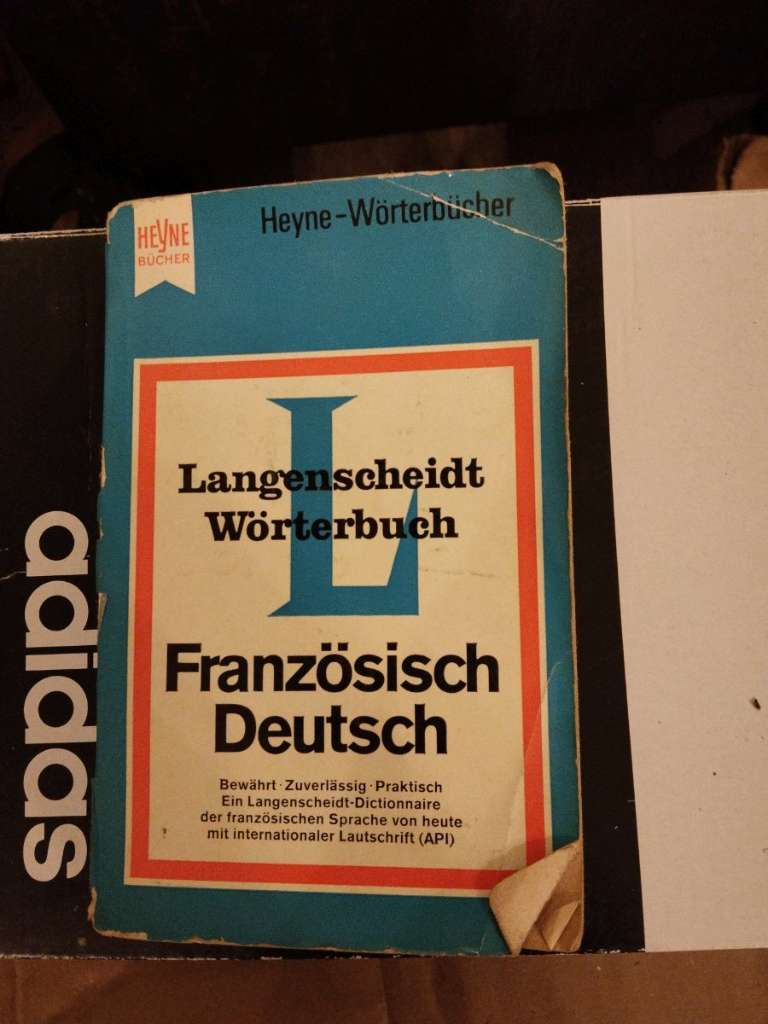 HEYNE
BÜCHER
Heyne-Wörterbücher
L
Langenscheidt
Wörterbuch
Französisch
Deutsch
Bewährt · Zuverlässig · Praktisch
Ein Langenscheidt-Dictionnaire
der französischen Sprache von heute
mit internationaler Lautschrift (API)
adidas